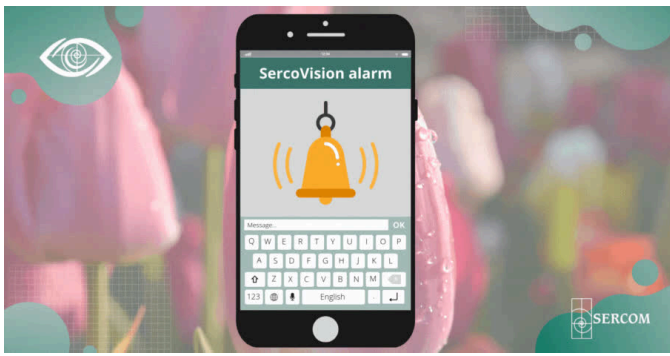 SercoVision alarm
Message...
OK
Q W E R T Y U I O P
A S D F G H J K L
Z X C V B N M
123
English
SERCOM